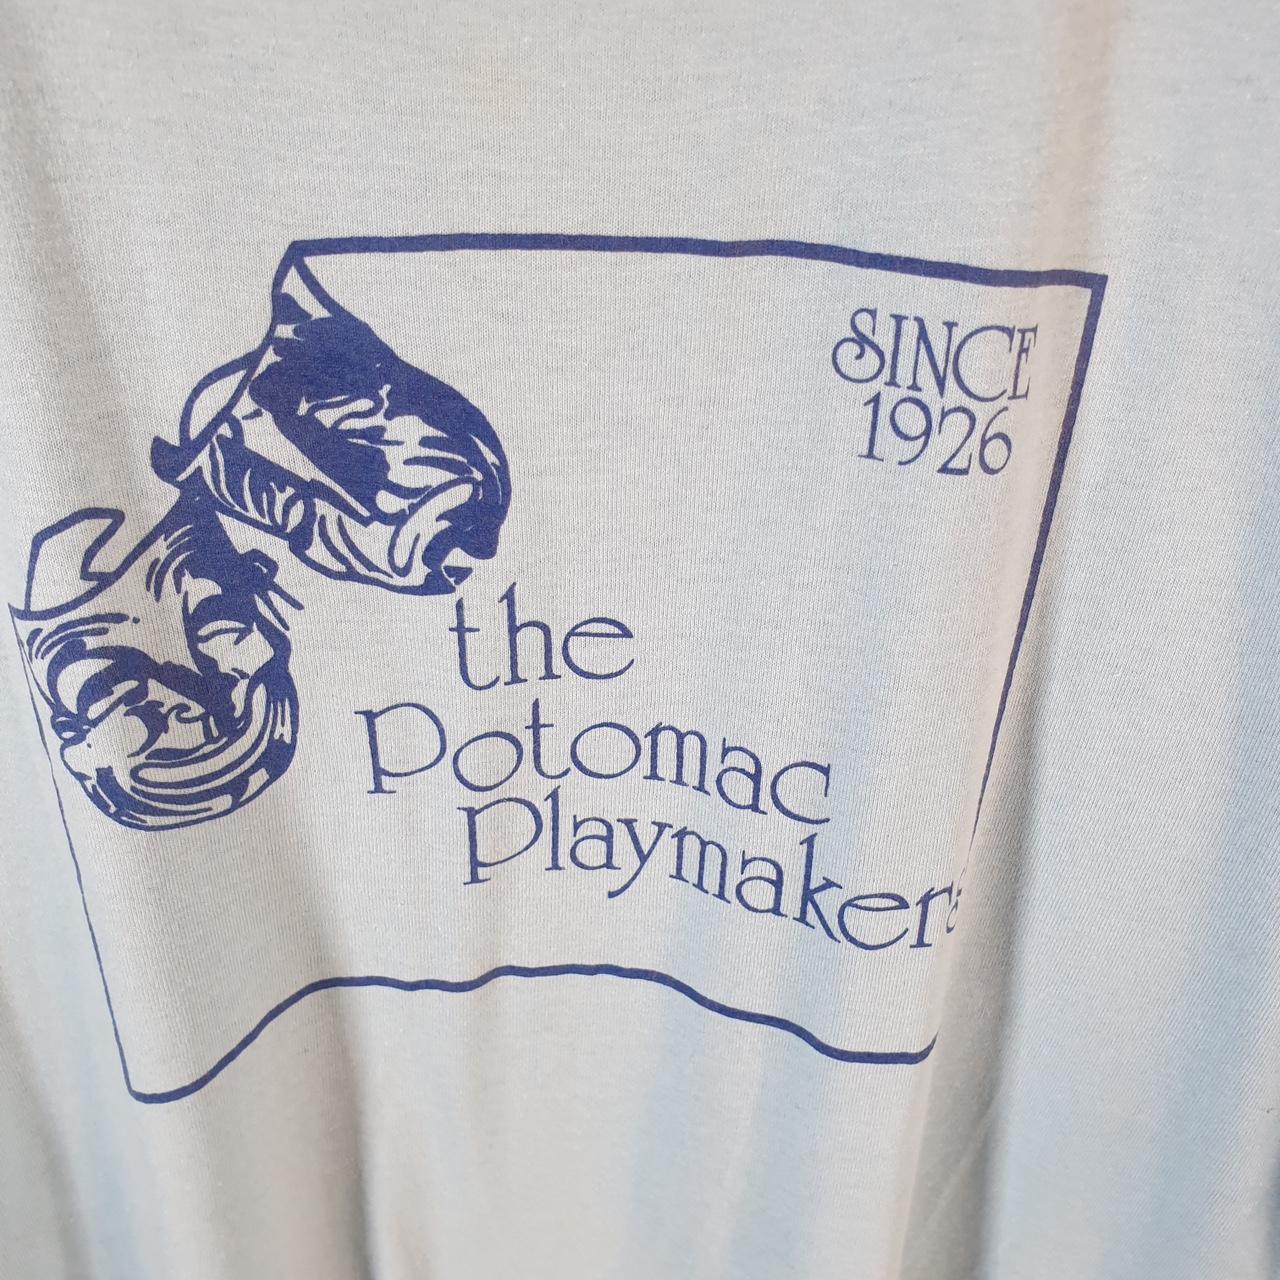 SINCE
1926
the
Potomac
Playmakers